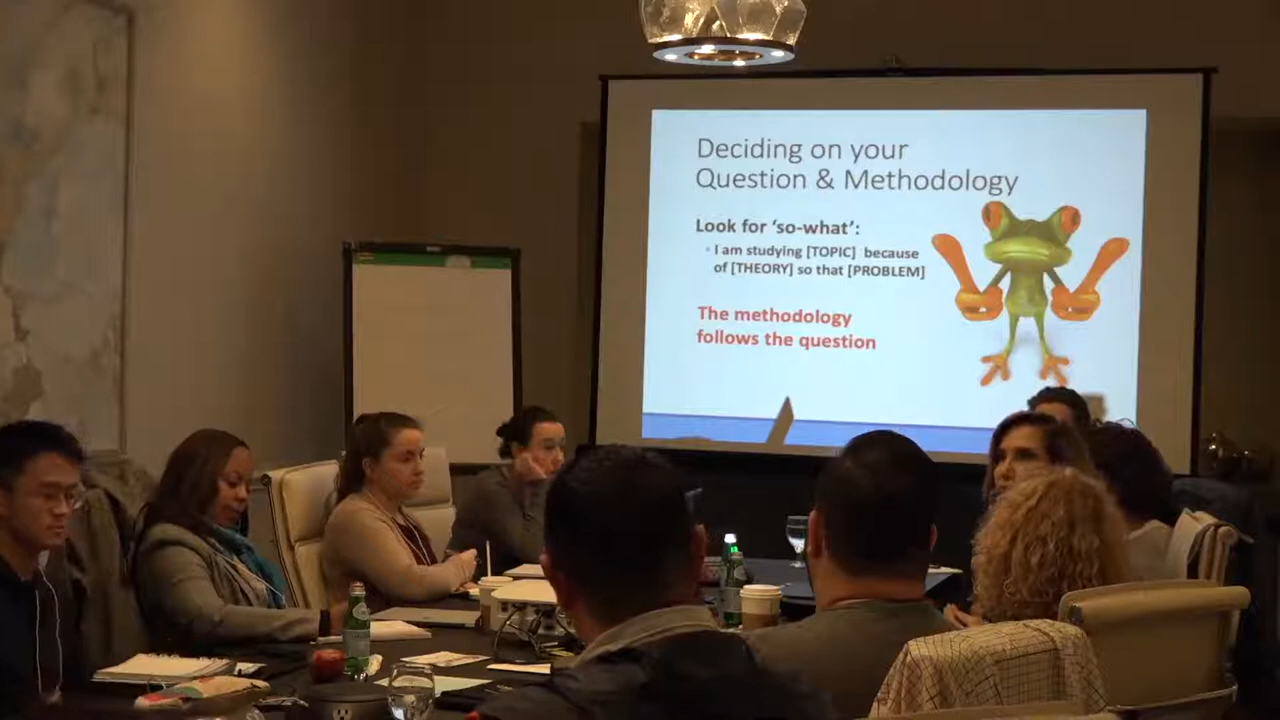 Deciding on your
Question & Methodology
Look for ‘so-what’:
• I am studying [TOPIC] because
of [THEORY] so that [PROBLEM]
The methodology
follows the question